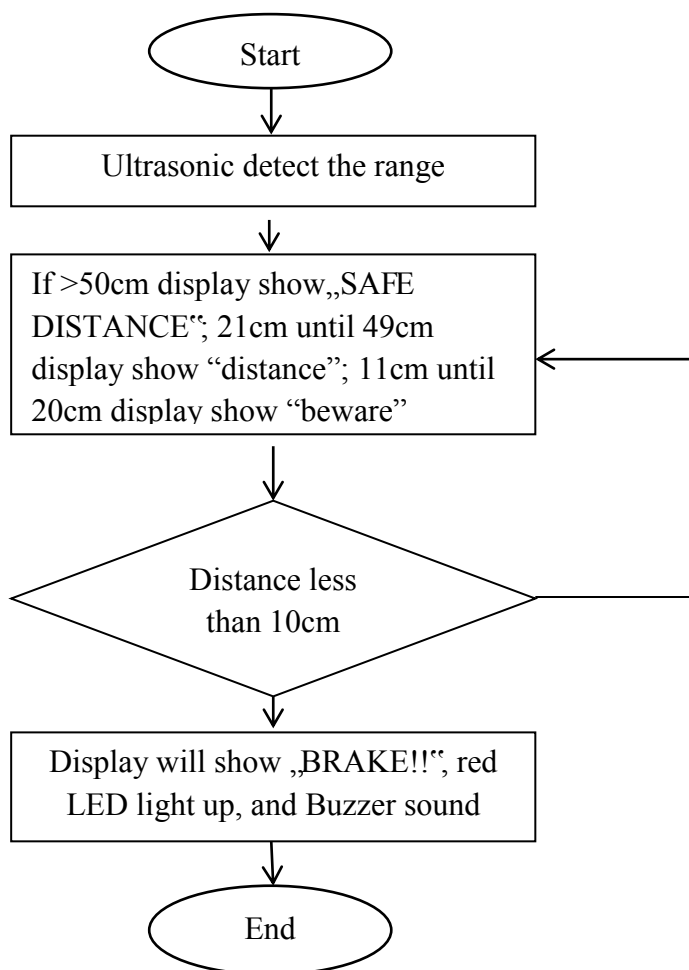 Start
Ultrasonic detect the range
If >50cm display show„SAFE
DISTANCE‟; 21cm until 49cm
display show “distance”; 11cm until
20cm display show “beware”
Distance less
than 10cm
Display will show „BRAKE!!‟, red
LED light up, and Buzzer sound
End